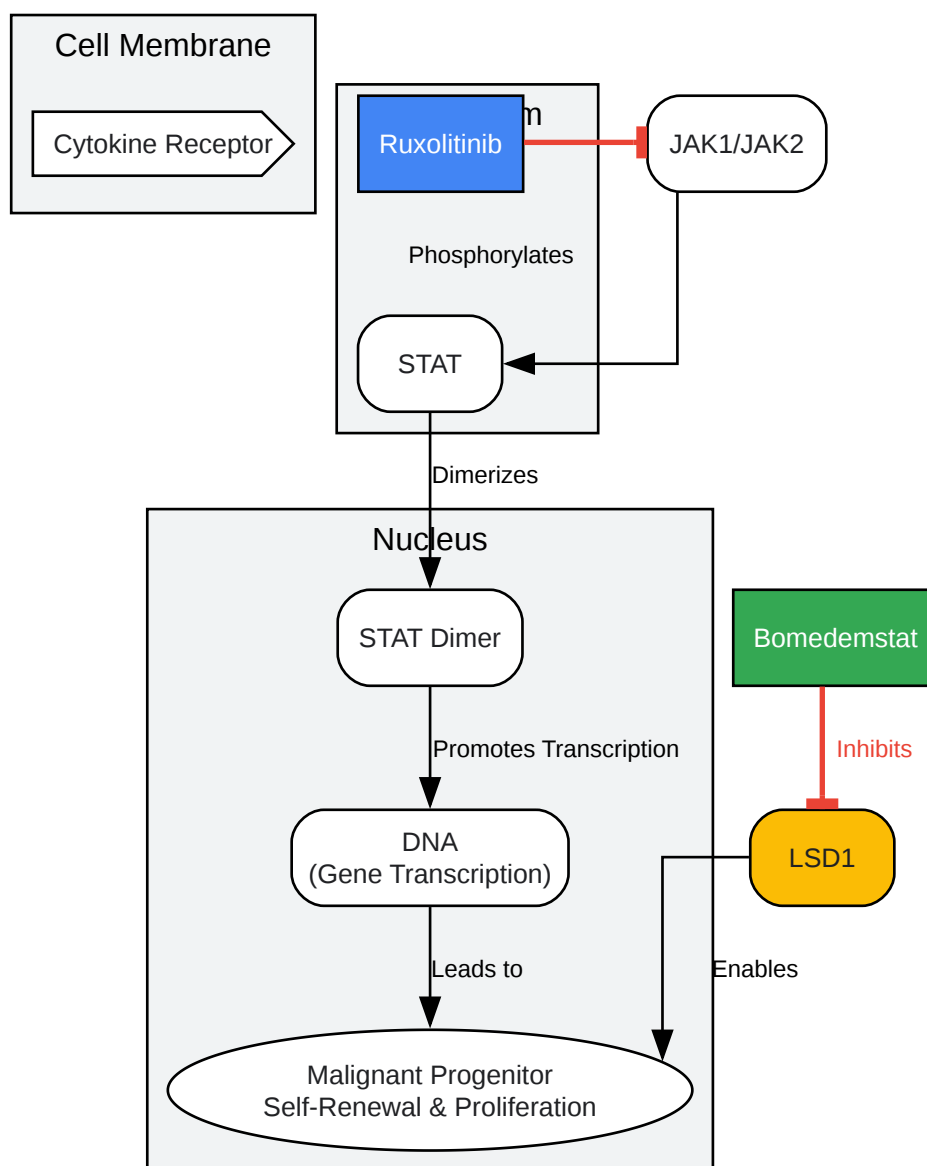 Cell Membrane
Cytokine Receptor
Ruxolitinib
JAK1/JAK2
Phosphorylates
STAT
Dimerizes
Nucleus
STAT Dimer
Bomedemstat
Promotes Transcription
Inhibits
DNA
(Gene Transcription)
LSD1
Leads to
Enables
Malignant Progenitor
Self-Renewal & Proliferation